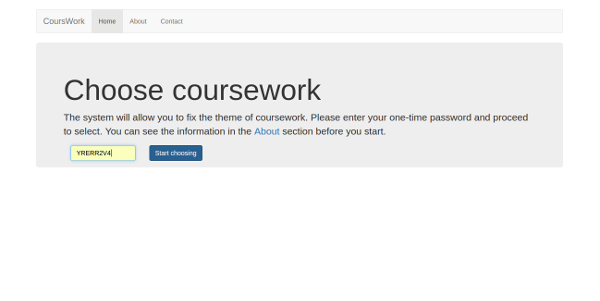 CoursWork Home About Contact
Choose coursework
The system will allow you to fix the theme of coursework. Please enter your one-time password and proceed
to select. You can see the information in the About section before you start.
YRERR2V4 Start choosing